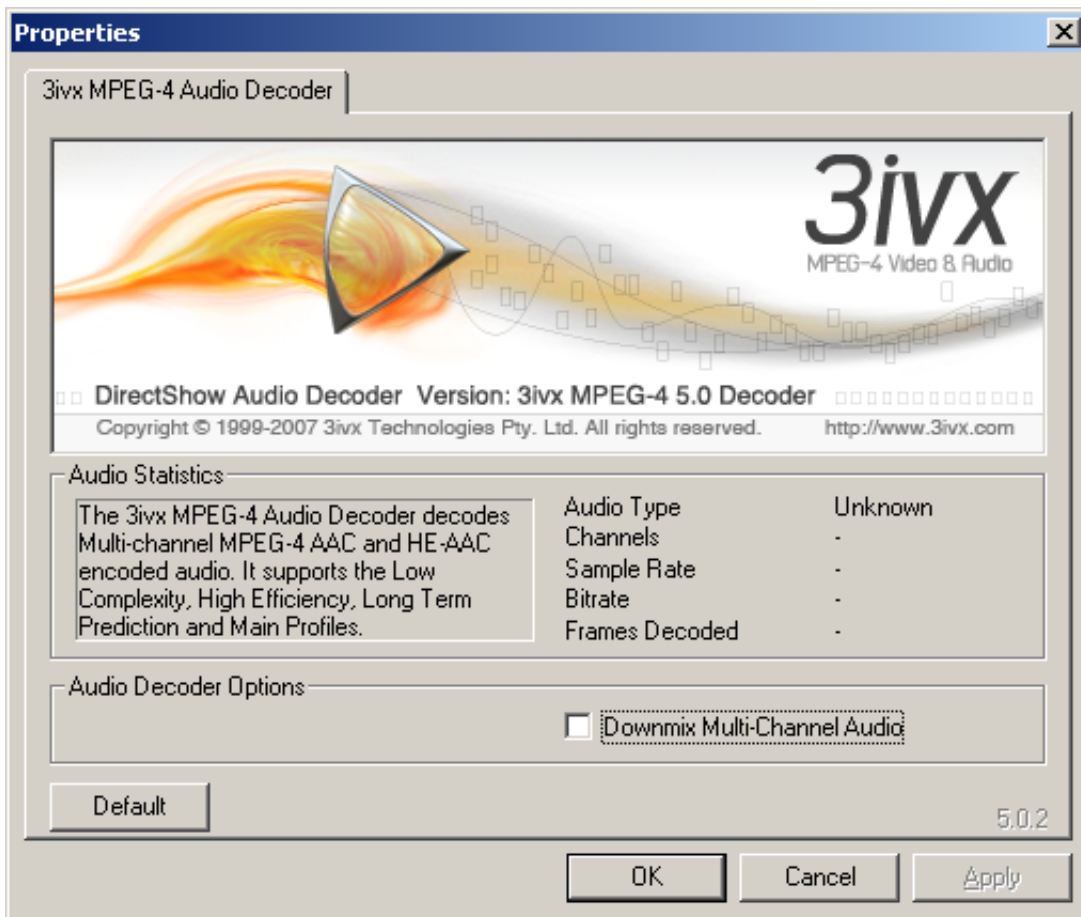 Properties
3ivx MPEG-4 Audio Decoder
3ivx
MPEG-4 Video & Audio
DirectShow Audio Decoder Version: 3ivx MPEG-4 5.0 Decoder
Copyright © 1999-2007 3ivx Technologies Pty. Ltd. All rights reserved. http://www.3ivx.com
Audio Statistics
The 3ivx MPEG-4 Audio Decoder decodes
Multi-channel MPEG-4 AAC and HE-AAC
encoded audio. It supports the Low
Complexity, High Efficiency, Long Term
Prediction and Main Profiles.
Audio Type Unknown
Channels -
Sample Rate -
Bitrate -
Frames Decoded -
Audio Decoder Options
Downmix Multi-Channel Audio
Default
5.0.2
OK Cancel Apply